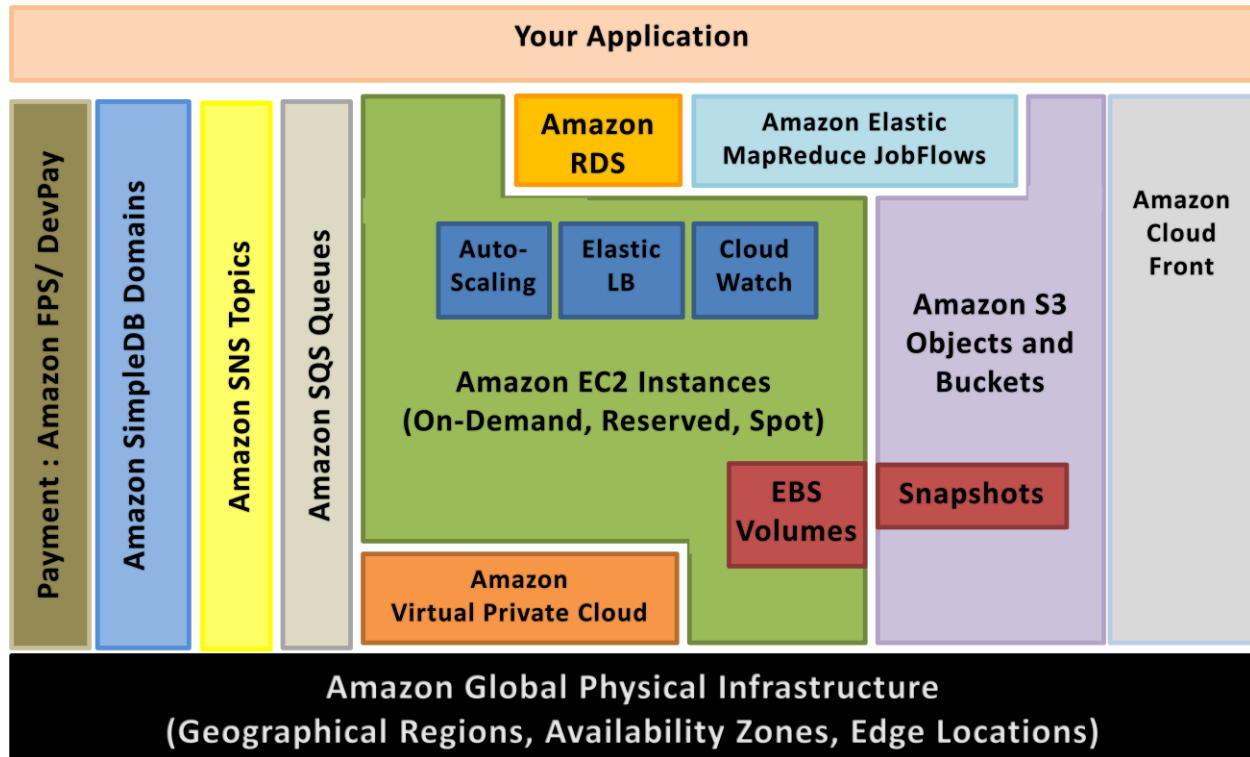 Your Application
Payment : Amazon FPS/ DevPay
Amazon SimpleDB Domains
Amazon SNS Topics
Amazon SQS Queues
Amazon
RDS
Amazon Elastic
MapReduce JobFlows
Auto-
Scaling
Elastic
LB
Cloud
Watch
Amazon EC2 Instances
(On-Demand, Reserved, Spot)
EBS
Volumes
Amazon
Virtual Private Cloud
Amazon S3
Objects and
Buckets
Snapshots
Amazon
Cloud
Front
Amazon Global Physical Infrastructure
(Geographical Regions, Availability Zones, Edge Locations)